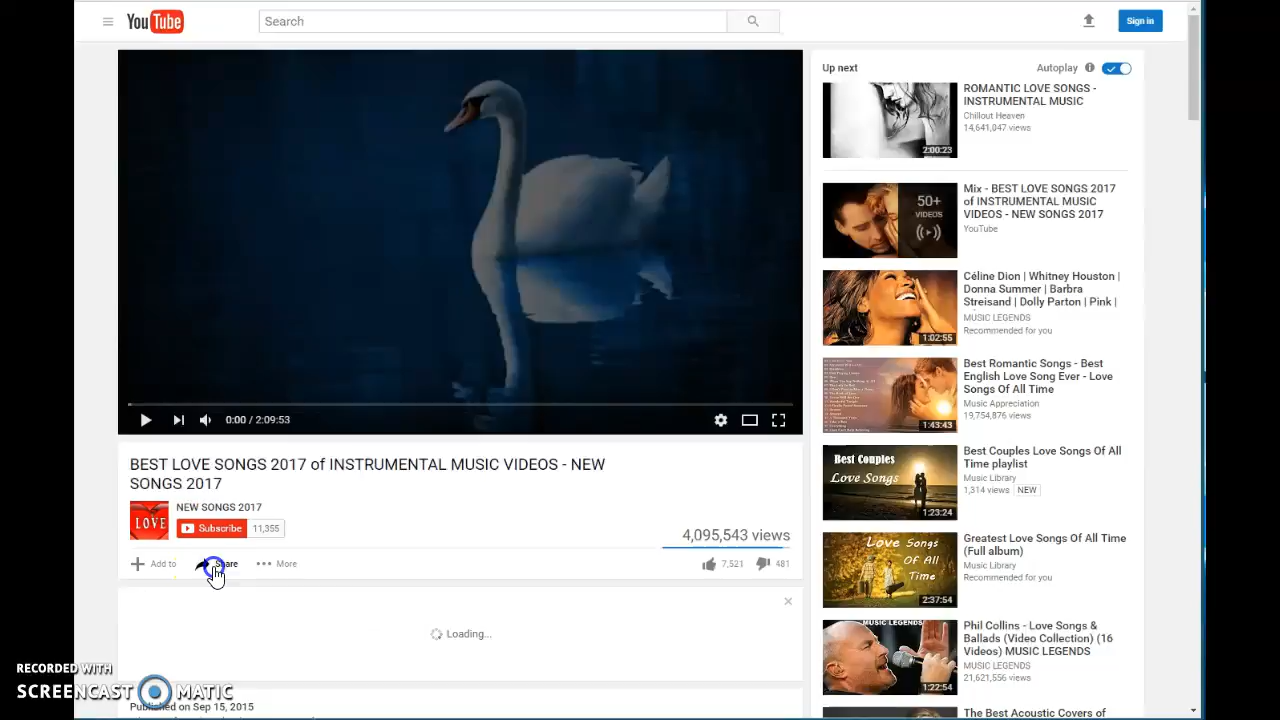 YouTube
Search
Sign in
Up next
Autoplay
ROMANTIC LOVE SONGS -
INSTRUMENTAL MUSIC
Chillout Heaven
14,641,047 views
2:00:23
Mix - BEST LOVE SONGS 2017
of INSTRUMENTAL MUSIC
VIDEOS - NEW SONGS 2017
YouTube
50+
VIDEOS
Céline Dion | Whitney Houston |
Donna Summer | Barbra
Streisand | Dolly Parton | Pink |
MUSIC LEGENDS
Recommended for you
1:02:55
Best Romantic Songs - Best
English Love Song Ever - Love
Songs Of All Time
Music Appreciation
19,754,876 views
1:43:43
Best Couples Love Songs Of All
Time playlist
Music Library
1,314 views NEW
Best Couples
Love Songs
1:23:24
Greatest Love Songs Of All Time
(Full album)
Music Library
Recommended for you
Love Songs
Of All
Time
2:37:54
Phil Collins - Love Songs &
Ballads (Video Collection) (16
Videos) MUSIC LEGENDS
MUSIC LEGENDS
21,621,556 views
MUSIC LEGENDS
1:22:54
The Best Acoustic Covers of
0:00 / 2:09:53
BEST LOVE SONGS 2017 of INSTRUMENTAL MUSIC VIDEOS - NEW
SONGS 2017
LOVE
NEW SONGS 2017
Subscribe 11,355
4,095,543 views
Add to Share More 7,521 481
Loading...
Published on Sep 15, 2015
RECORDED WITH
SCREENCAST MATIC